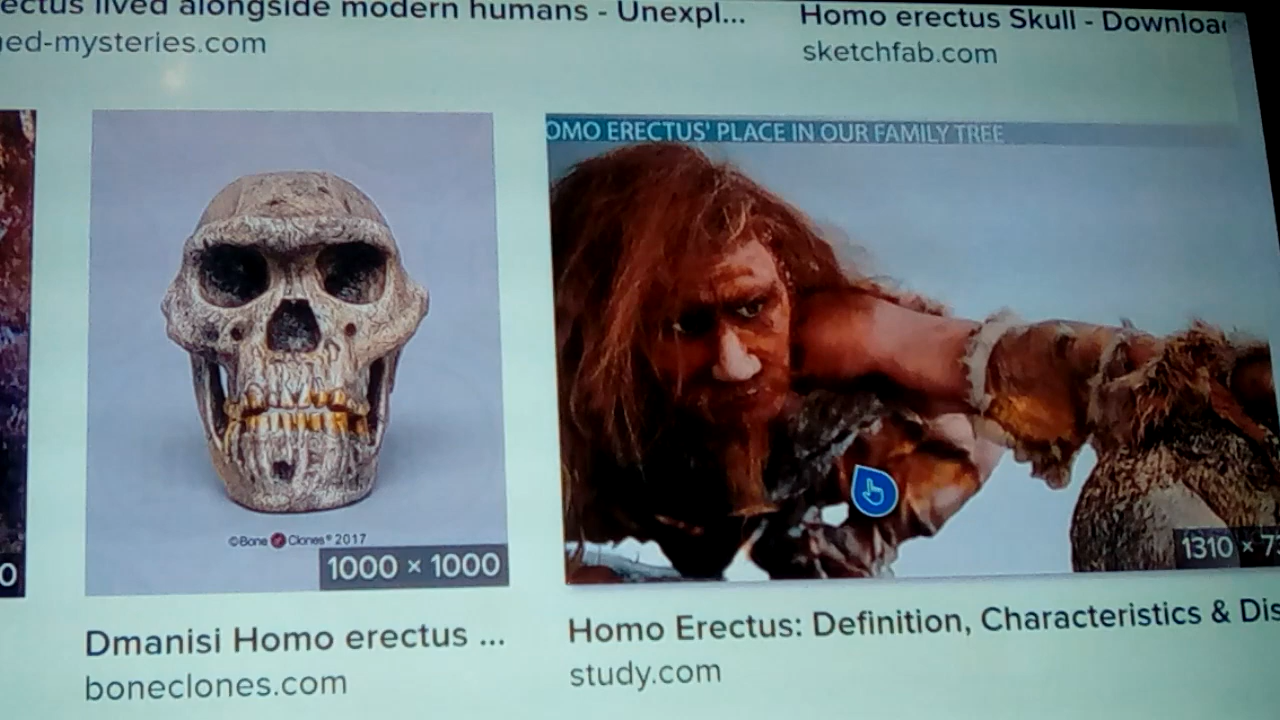 ectus lived alongside modern humans - Unexpl...
ed-mysteries.com
Homo erectus Skull - Download
sketchfab.com
OMO ERECTUS' PLACE IN OUR FAMILY TREE
©Bone Clones® 2017
0
1000 × 1000
1310 × 7
Dmanisi Homo erectus ...
boneclones.com
Homo Erectus: Definition, Characteristics & Dis
study.com